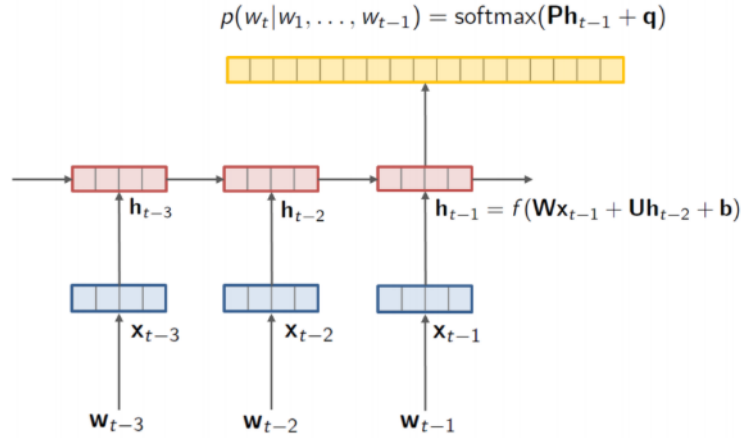 p(w_t|w_1, . . . , w_{t−1}) = softmax(Ph_{t−1} + q)
h_{t−3}
h_{t−2}
h_{t−1} = f(Wx_{t−1} + Uh_{t−2} + b)
x_{t−3}
x_{t−2}
x_{t−1}
w_{t−3}
w_{t−2}
w_{t−1}